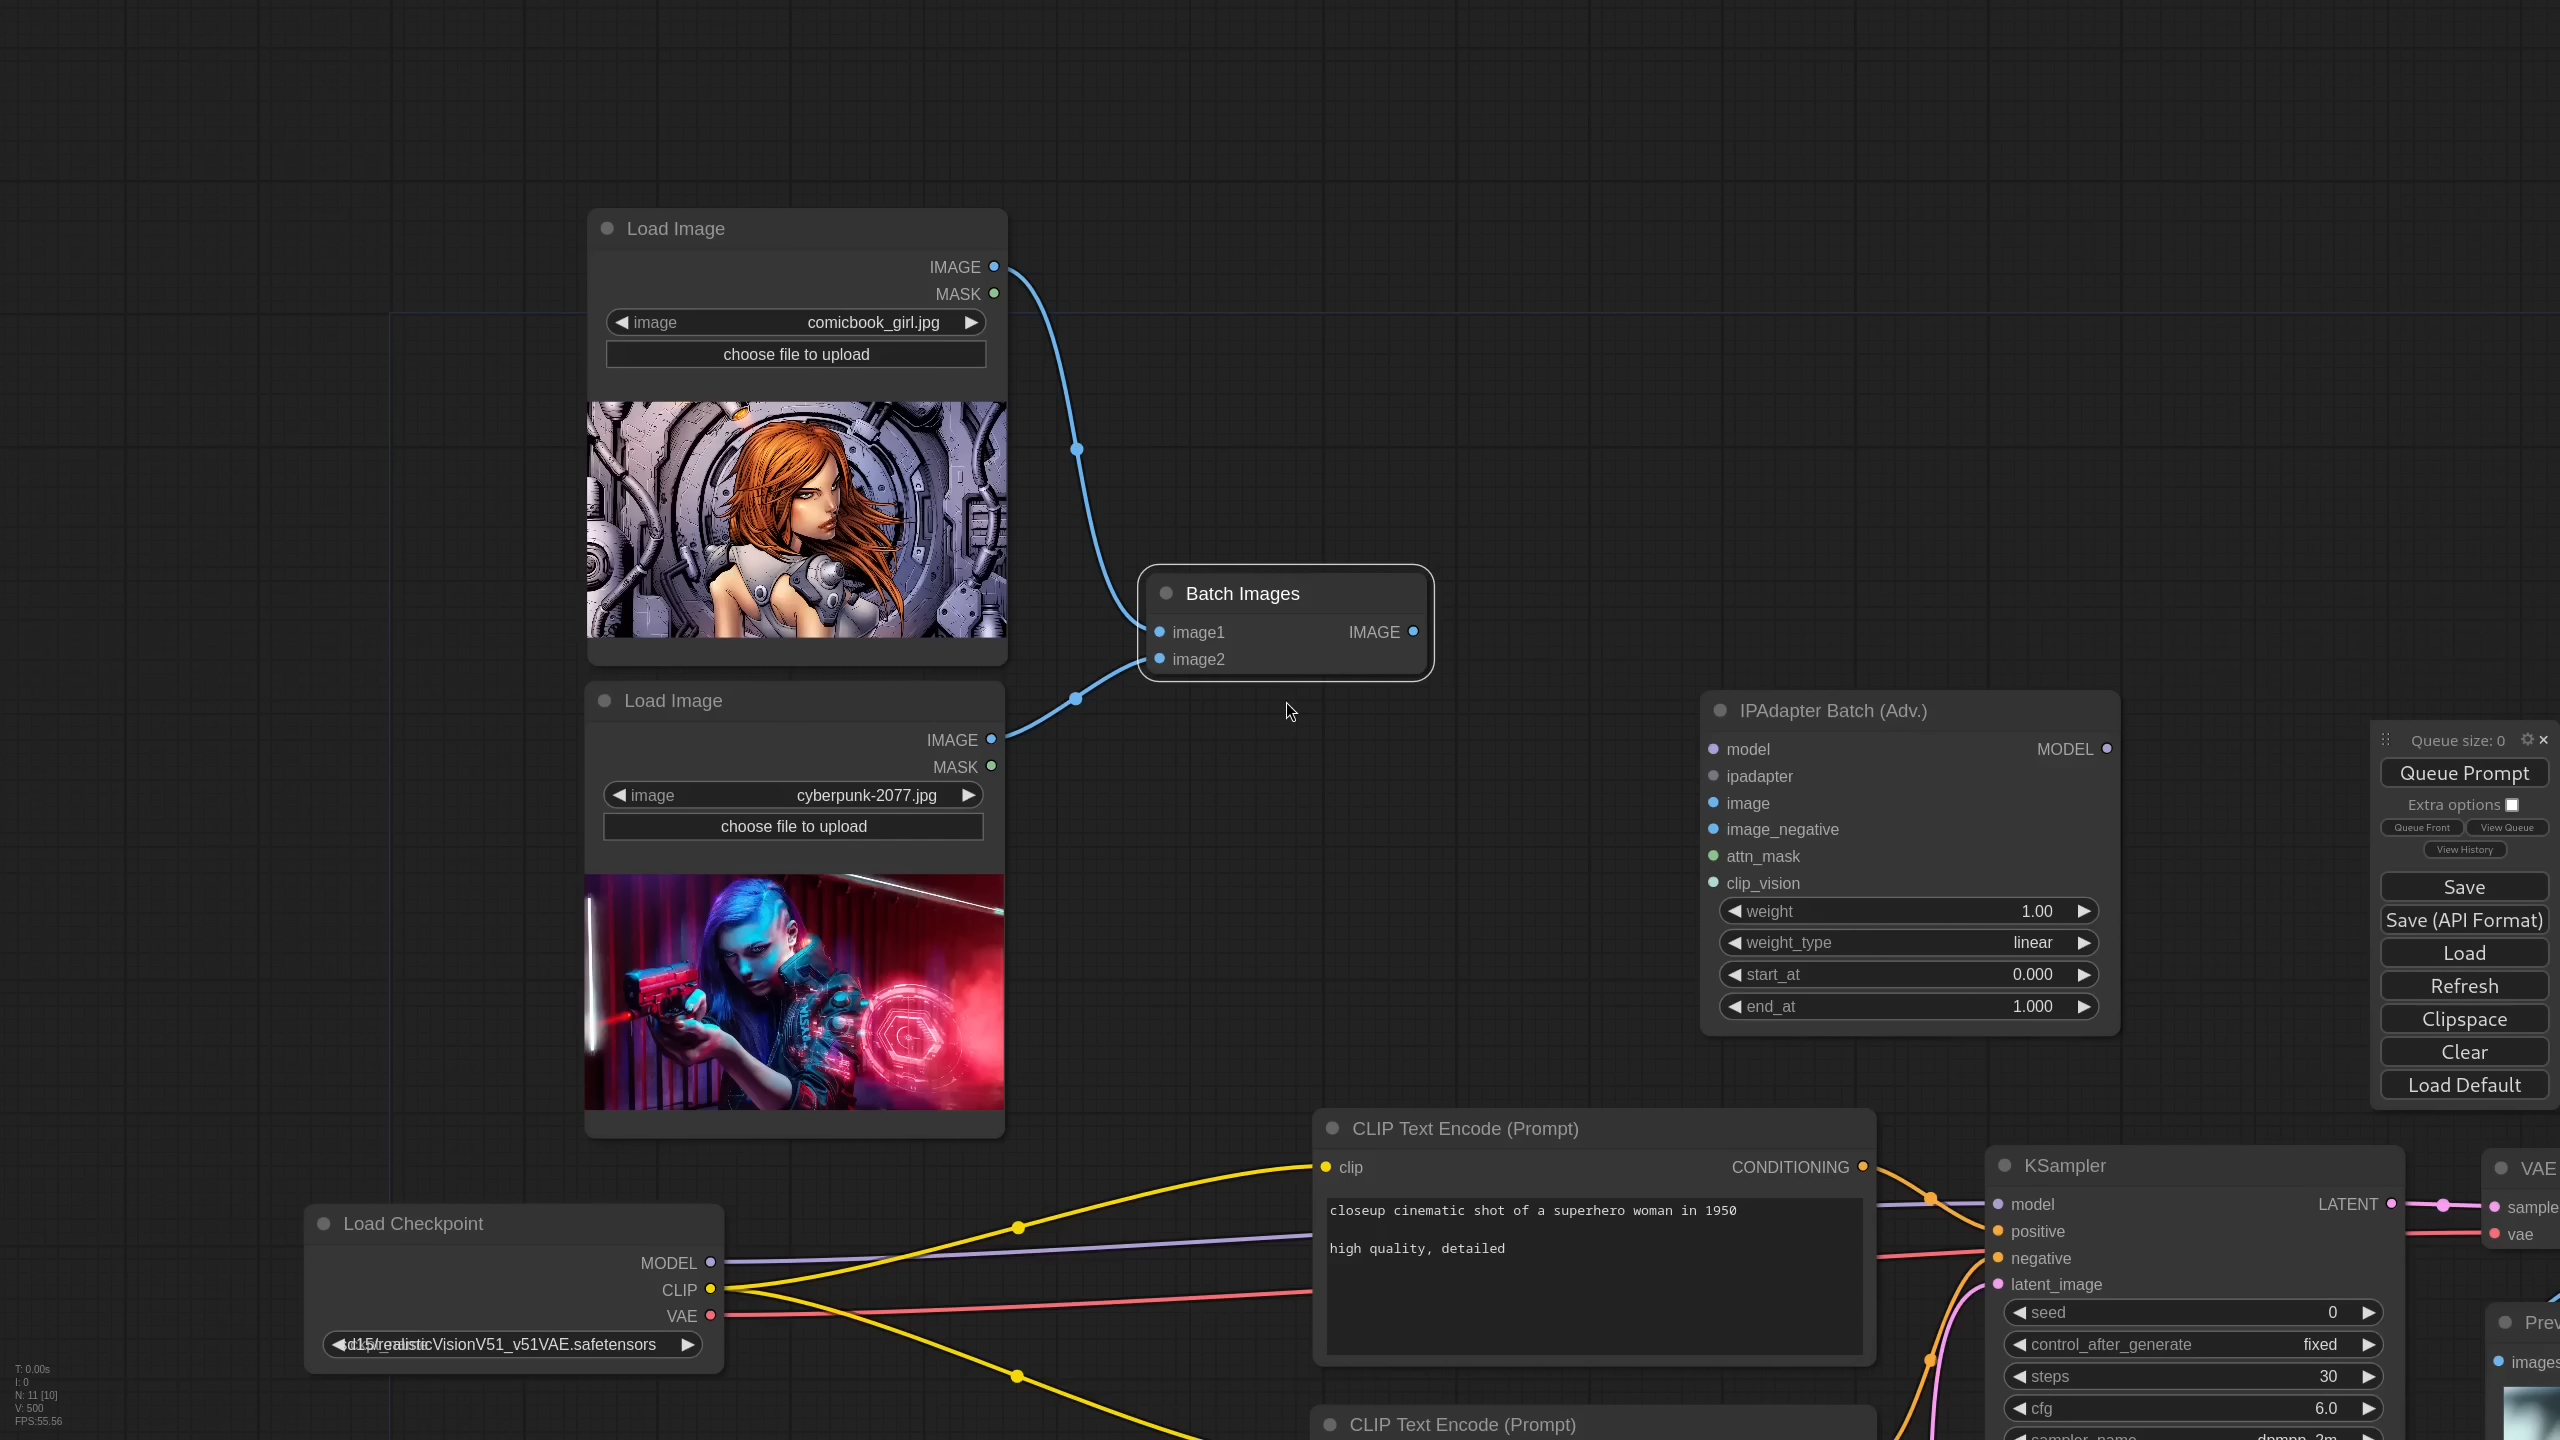 Load Image
IMAGE
MASK
image comicbook_girl.jpg
choose file to upload
Batch Images
image1 IMAGE
image2
Load Image
IMAGE
MASK
image cyberpunk-2077.jpg
choose file to upload
IPAdapter Batch (Adv.)
model MODEL
ipadapter
image
image_negative
attn_mask
clip_vision
weight 1.00
weight_type linear
start_at 0.000
end_at 1.000
Queue size: 0
Queue Prompt
Extra options
Queue Front View Queue
View History
Save
Save (API Format)
Load
Refresh
Clipspace
Clear
Load Default
Load Checkpoint
MODEL
CLIP
VAE
d15/realisticVisionV51_v51VAE.safetensors
CLIP Text Encode (Prompt)
clip CONDITIONING
closeup cinematic shot of a superhero woman in 1950
high quality, detailed
CLIP Text Encode (Prompt)
KSampler
model LATENT
positive
negative
latent_image
seed 0
control_after_generate fixed
steps 30
cfg 6.0
VAE
sample
vae
Prev
images
T: 0.00s
I: 0
N: 11 [10]
V: 500
FPS:55.56